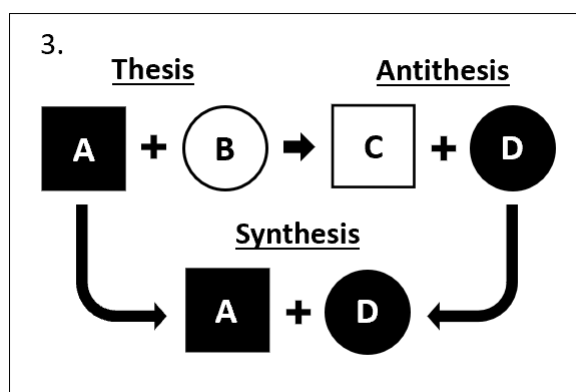 3.
Thesis Antithesis
A + B → C + D
Synthesis
A + D